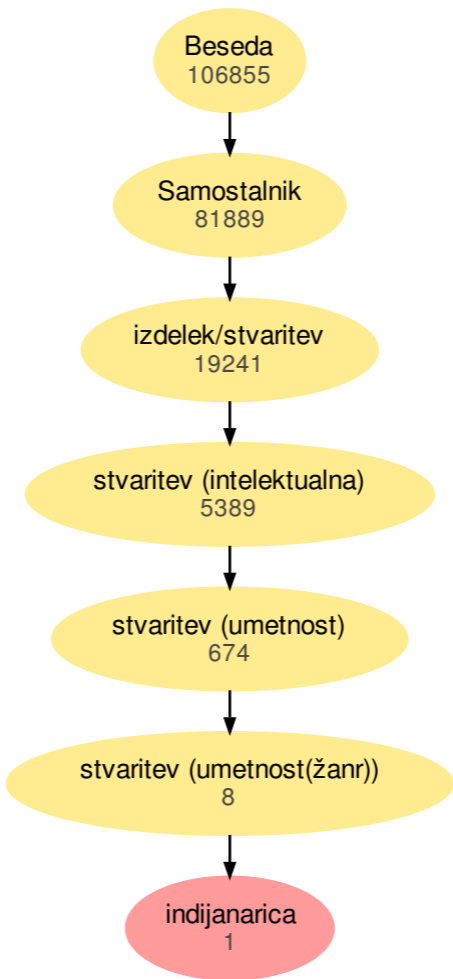 Beseda
106855
Samostalnik
81889
izdelek/stvaritev
19241
stvaritev (intelektualna)
5389
stvaritev (umetnost)
674
stvaritev (umetnost(žanr))
8
indijanarica
1